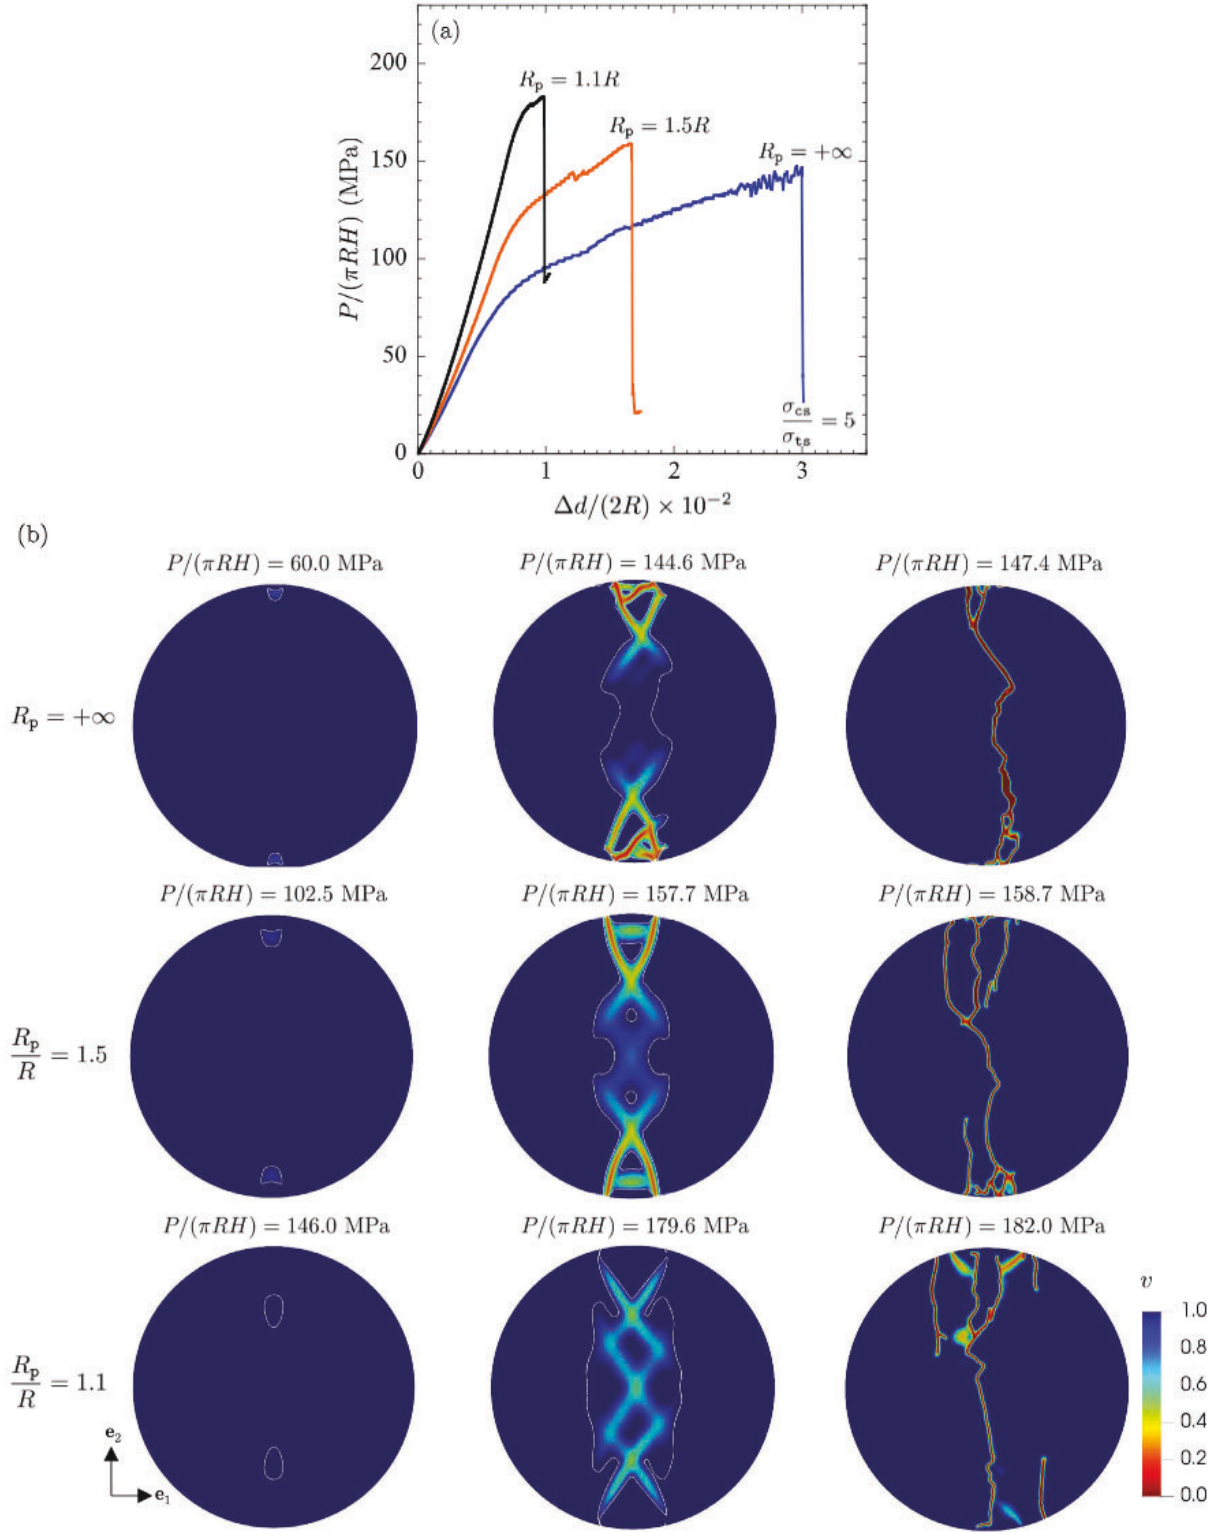 (a)
200
150
100
50
0
P/(πRH) (MPa)
R_p = 1.1R
R_p = 1.5R
R_p = +∞
σ_cs/σ_ts = 5
0 1 2 3
Δd/(2R) × 10⁻²
(b)
P/(πRH) = 60.0 MPa P/(πRH) = 144.6 MPa P/(πRH) = 147.4 MPa
R_p = +∞
P/(πRH) = 102.5 MPa P/(πRH) = 157.7 MPa P/(πRH) = 158.7 MPa
R_p/R = 1.5
P/(πRH) = 146.0 MPa P/(πRH) = 179.6 MPa P/(πRH) = 182.0 MPa
R_p/R = 1.1
e₂
e₁
v
1.0
0.8
0.6
0.4
0.2
0.0